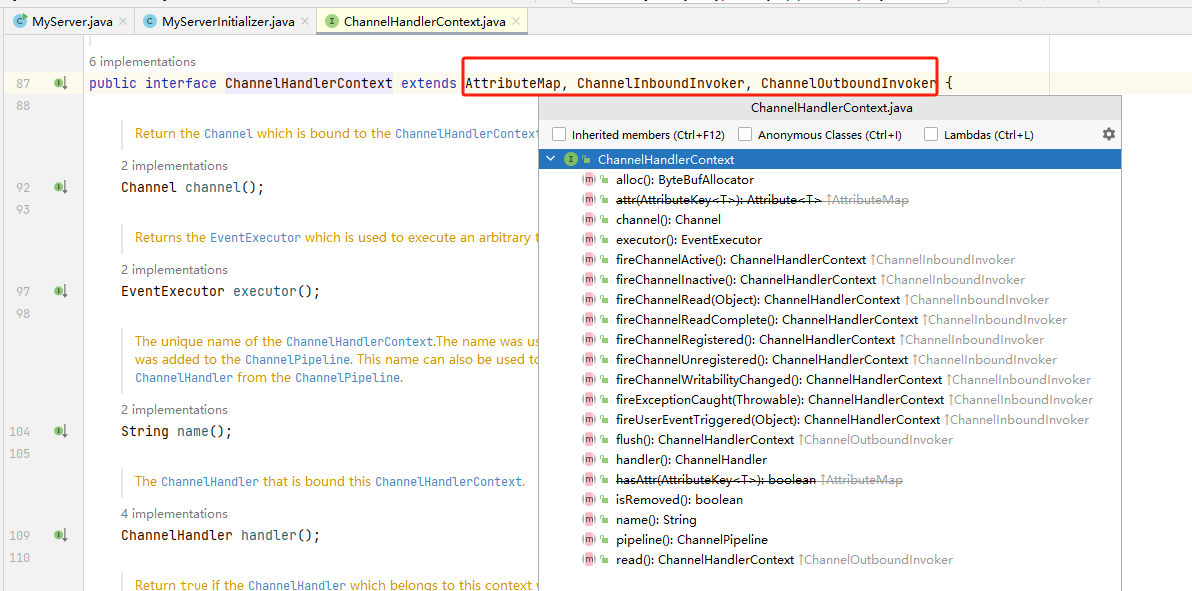 MyServer.java
MyServerInitializer.java
ChannelHandlerContext.java
6 implementations
87 public interface ChannelHandlerContext extends AttributeMap, ChannelInboundInvoker, ChannelOutboundInvoker {
88
Return the Channel which is bound to the ChannelHandlerContext
2 implementations
92 Channel channel();
93
Returns the EventExecutor which is used to execute an arbitrary
2 implementations
97 EventExecutor executor();
98
The unique name of the ChannelHandlerContext.The name was
was added to the ChannelPipeline. This name can also be used to
ChannelHandler from the ChannelPipeline.
2 implementations
104 String name();
105
The ChannelHandler that is bound this ChannelHandlerContext.
4 implementations
109 ChannelHandler handler();
110
Return true if the ChannelHandler which belongs to this context
ChannelHandlerContext.java
Inherited members (Ctrl+F12) Anonymous Classes (Ctrl+I) Lambdas (Ctrl+L)
ChannelHandlerContext
alloc(): ByteBufAllocator
attr(AttributeKey<T>): Attribute<T> ↑AttributeMap
channel(): Channel
executor(): EventExecutor
fireChannelActive(): ChannelHandlerContext ↑ChannelInboundInvoker
fireChannelInactive(): ChannelHandlerContext ↑ChannelInboundInvoker
fireChannelRead(Object): ChannelHandlerContext ↑ChannelInboundInvoker
fireChannelReadComplete(): ChannelHandlerContext ↑ChannelInboundInvoker
fireChannelRegistered(): ChannelHandlerContext ↑ChannelInboundInvoker
fireChannelUnregistered(): ChannelHandlerContext ↑ChannelInboundInvoker
fireChannelWritabilityChanged(): ChannelHandlerContext ↑ChannelInboundInvoker
fireExceptionCaught(Throwable): ChannelHandlerContext ↑ChannelInboundInvoker
fireUserEventTriggered(Object): ChannelHandlerContext ↑ChannelInboundInvoker
flush(): ChannelHandlerContext ↑ChannelOutboundInvoker
handler(): ChannelHandler
hasAttr(AttributeKey<T>): boolean ↑AttributeMap
isRemoved(): boolean
name(): String
pipeline(): ChannelPipeline
read(): ChannelHandlerContext ↑ChannelOutboundInvoker